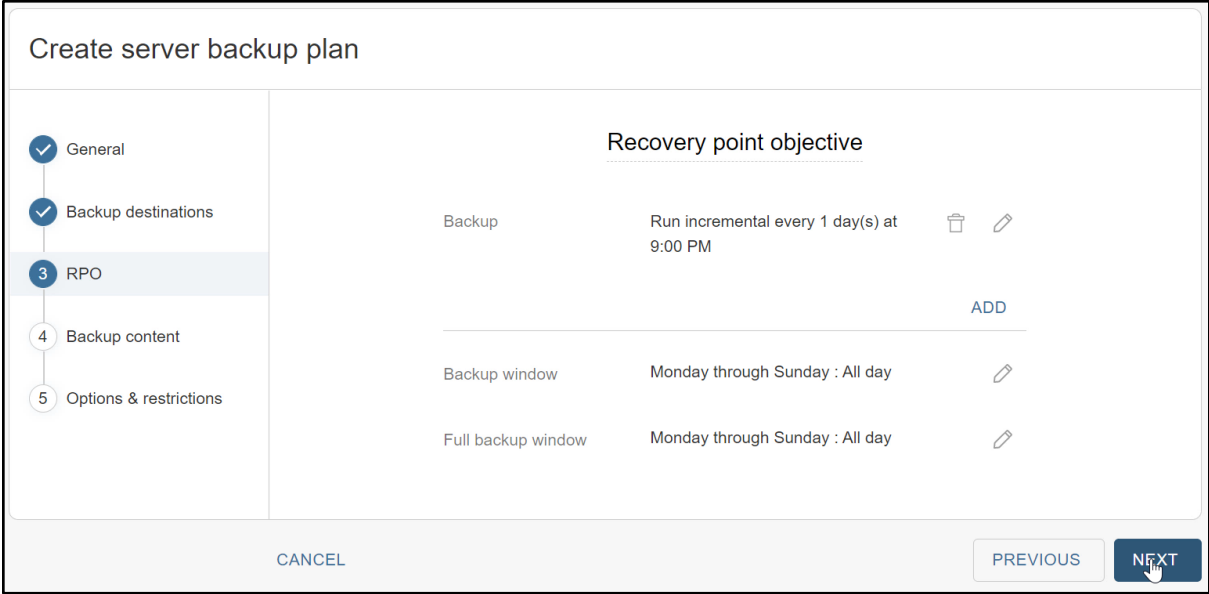 Create server backup plan
General
Backup destinations
3 RPO
4 Backup content
5 Options & restrictions
Recovery point objective
Backup Run incremental every 1 day(s) at
9:00 PM
ADD
Backup window Monday through Sunday : All day
Full backup window Monday through Sunday : All day
CANCEL PREVIOUS NEXT